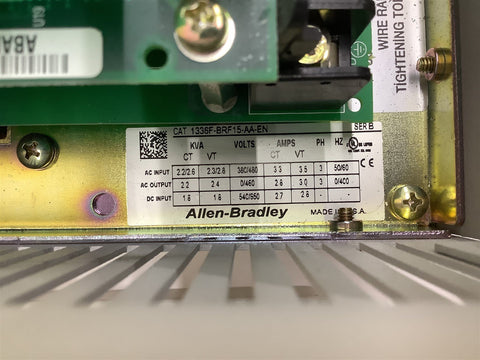 ABA
WIRE RA
TIGHTENING TO
CAT 1336F-BRF15-AA-EN SER B
KVA VOLTS AMPS PH HZ
CT VT CT VT
AC INPUT 2.2/2.6 2.3/2.8 380/480 3.3 3.5 3 50/60
AC OUTPUT 2.2 2.4 0/460 2.8 3.0 3 0/400
DC INPUT 1.8 1.8 540/650 2.7 2.8 -
Allen-Bradley MADE IN U.S.A.